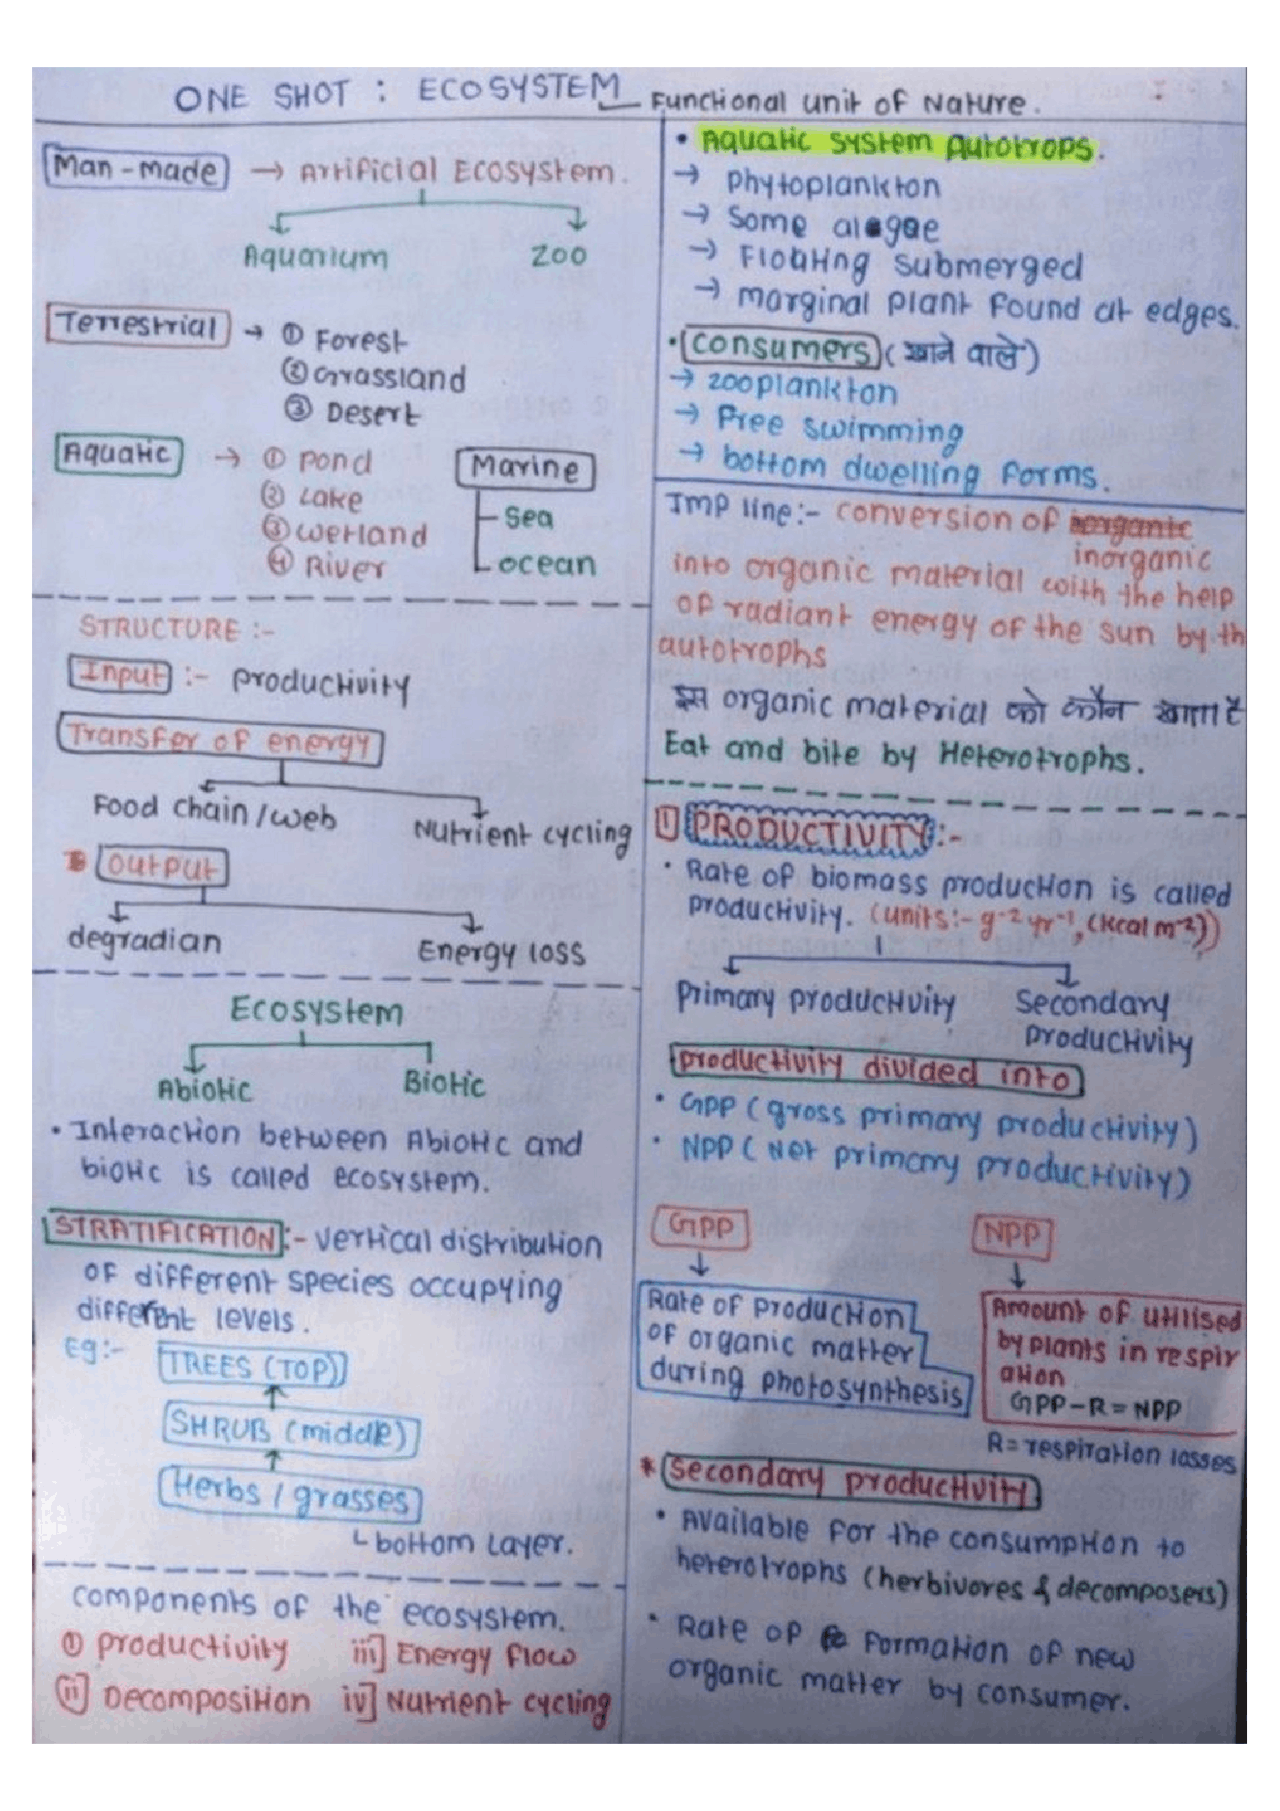 ONE SHOT : ECOSYSTEM Functional unit of Nature.
Man-made → Artificial Ecosystem.
Aquarium Zoo
Terrestrial → ① Forest
② Grassland
③ Desert
Aquatic → ① Pond
② Lake
③ Wetland
④ River
Marine
Sea
ocean
STRUCTURE :-
Input :- productivity
Transfer of energy
Food chain/web Nutrient cycling
Output
degradian Energy loss
Ecosystem
Abiotic Biotic
• Interaction between Abiotic and
biotic is called ecosystem.
STRATIFICATION :- vertical distribution
of different species occupying
different levels.
Eg:- TREES (TOP)
SHRUB (middle)
Herbs / grasses
bottom Layer.
components of the ecosystem.
① productivity iii] Energy flow
ii] Decomposition iv] Nutrient cycling
• Aquatic system Autotrops.
→ Phytoplankton
→ Some alagae
→ Floating submerged
→ marginal plant found at edges.
• Consumers (खाने वाले)
→ zooplankton
→ Free swimming
→ bottom dwelling forms.
Imp line:- conversion of
inorganic
into organic material with the help
of radiant energy of the sun by th
autotrophs
इस organic material को कौन खाता है
Eat and bite by Heterotrophs.
① PRODUCTIVITY:-
• Rate of biomass production is called
productivity. (units:- g⁻² yr⁻¹, (Kcal m⁻²))
Primary productivity Secondary
productivity
productivity divided into
• GPP (gross primary productivity)
• NPP (Net primary productivity)
GPP NPP
Rate of production
of organic matter
during photosynthesis
Amount of utilised
by plants in respir
ation
GPP-R = NPP
R= respiration losses
* Secondary productivity
• Available for the consumption to
heterotrophs (herbivores & decomposers)
• Rate of formation of new
organic matter by consumer.